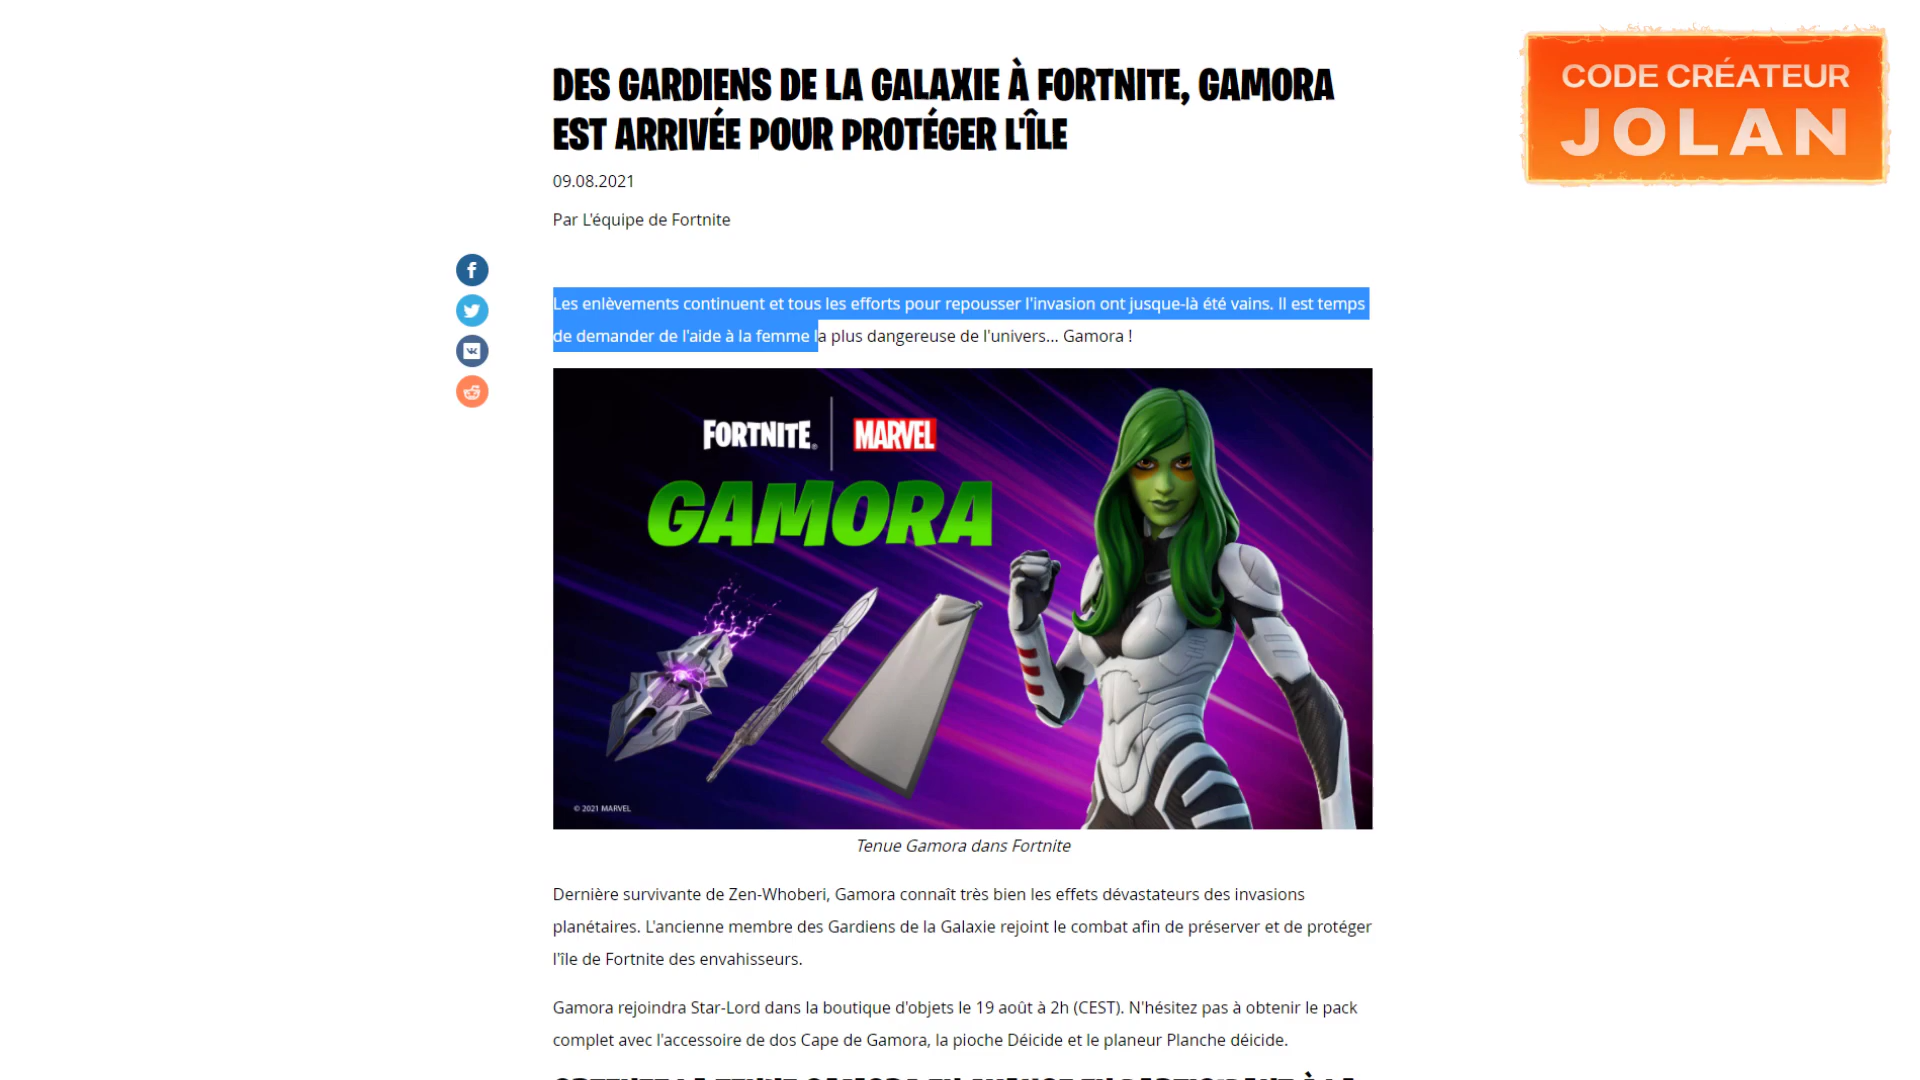 DES GARDIENS DE LA GALAXIE À FORTNITE, GAMORA
EST ARRIVÉE POUR PROTÉGER L'ÎLE
CODE CRÉATEUR
JOLAN
09.08.2021
Par L'équipe de Fortnite
Les enlèvements continuent et tous les efforts pour repousser l'invasion ont jusque-là été vains. Il est temps
de demander de l'aide à la femme la plus dangereuse de l'univers... Gamora !
FORTNITE
MARVEL
GAMORA
© 2021 MARVEL
Tenue Gamora dans Fortnite
Dernière survivante de Zen-Whoberi, Gamora connaît très bien les effets dévastateurs des invasions
planétaires. L'ancienne membre des Gardiens de la Galaxie rejoint le combat afin de préserver et de protéger
l'île de Fortnite des envahisseurs.
Gamora rejoindra Star-Lord dans la boutique d'objets le 19 août à 2h (CEST). N'hésitez pas à obtenir le pack
complet avec l'accessoire de dos Cape de Gamora, la pioche Déicide et le planeur Planche déicide.